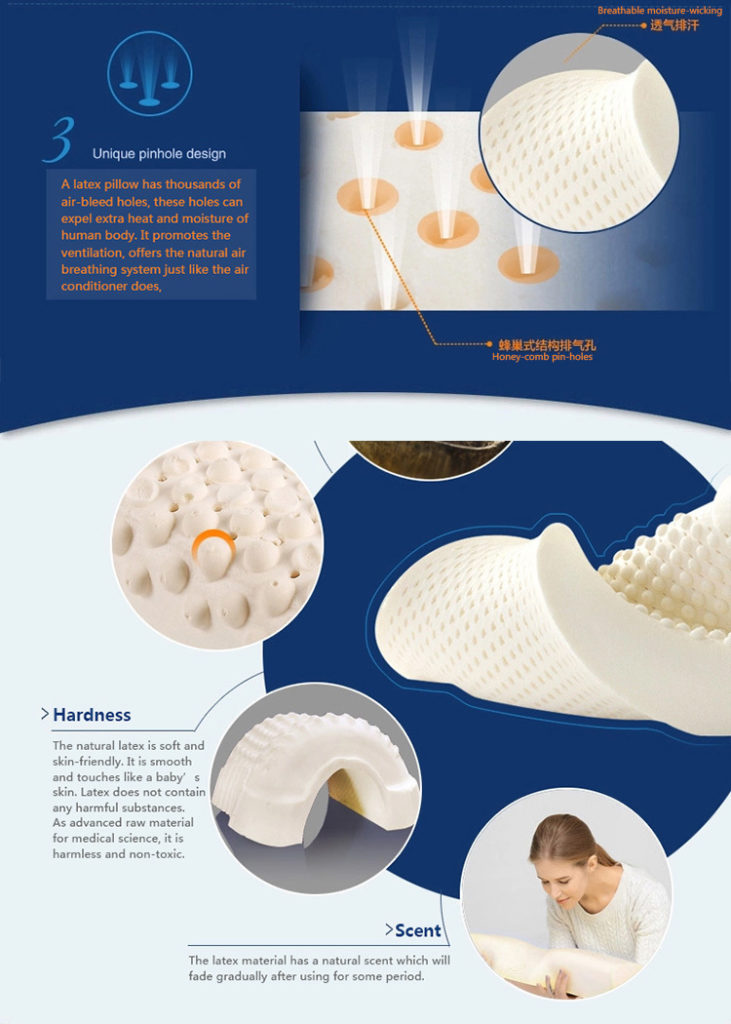 Breathable moisture-wicking
透气排汗
3
Unique pinhole design
A latex pillow has thousands of
air-bleed holes, these holes can
expel extra heat and moisture of
human body. It promotes the
ventilation, offers the natural air
breathing system just like the air
conditioner does,
蜂巢式结构排气孔
Honey-comb pin-holes
>Hardness
The natural latex is soft and
skin-friendly. It is smooth
and touches like a baby's
skin. Latex does not contain
any harmful substances.
As advanced raw material
for medical science, it is
harmless and non-toxic.
>Scent
The latex material has a natural scent which will
fade gradually after using for some period.